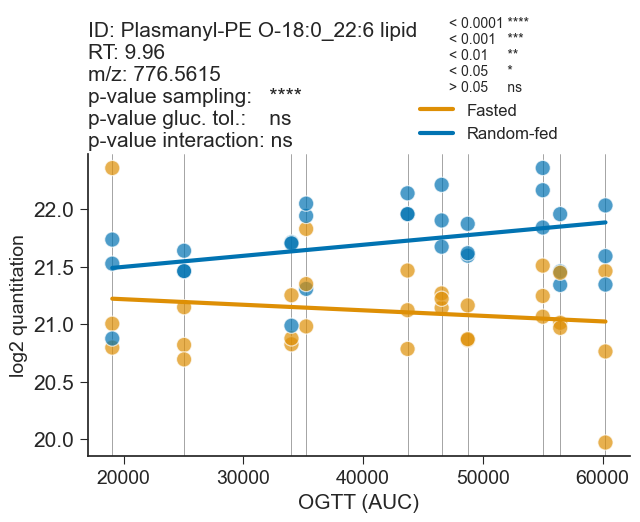 ID: Plasmanyl-PE O-18:0_22:6 lipid
RT: 9.96
m/z: 776.5615
p-value sampling: ****
p-value gluc. tol.: ns
p-value interaction: ns
< 0.0001 ****
< 0.001 ***
< 0.01 **
< 0.05 *
> 0.05 ns
Fasted
Random-fed
log2 quantitation
22.0
21.5
21.0
20.5
20.0
20000 30000 40000 50000 60000
OGTT (AUC)